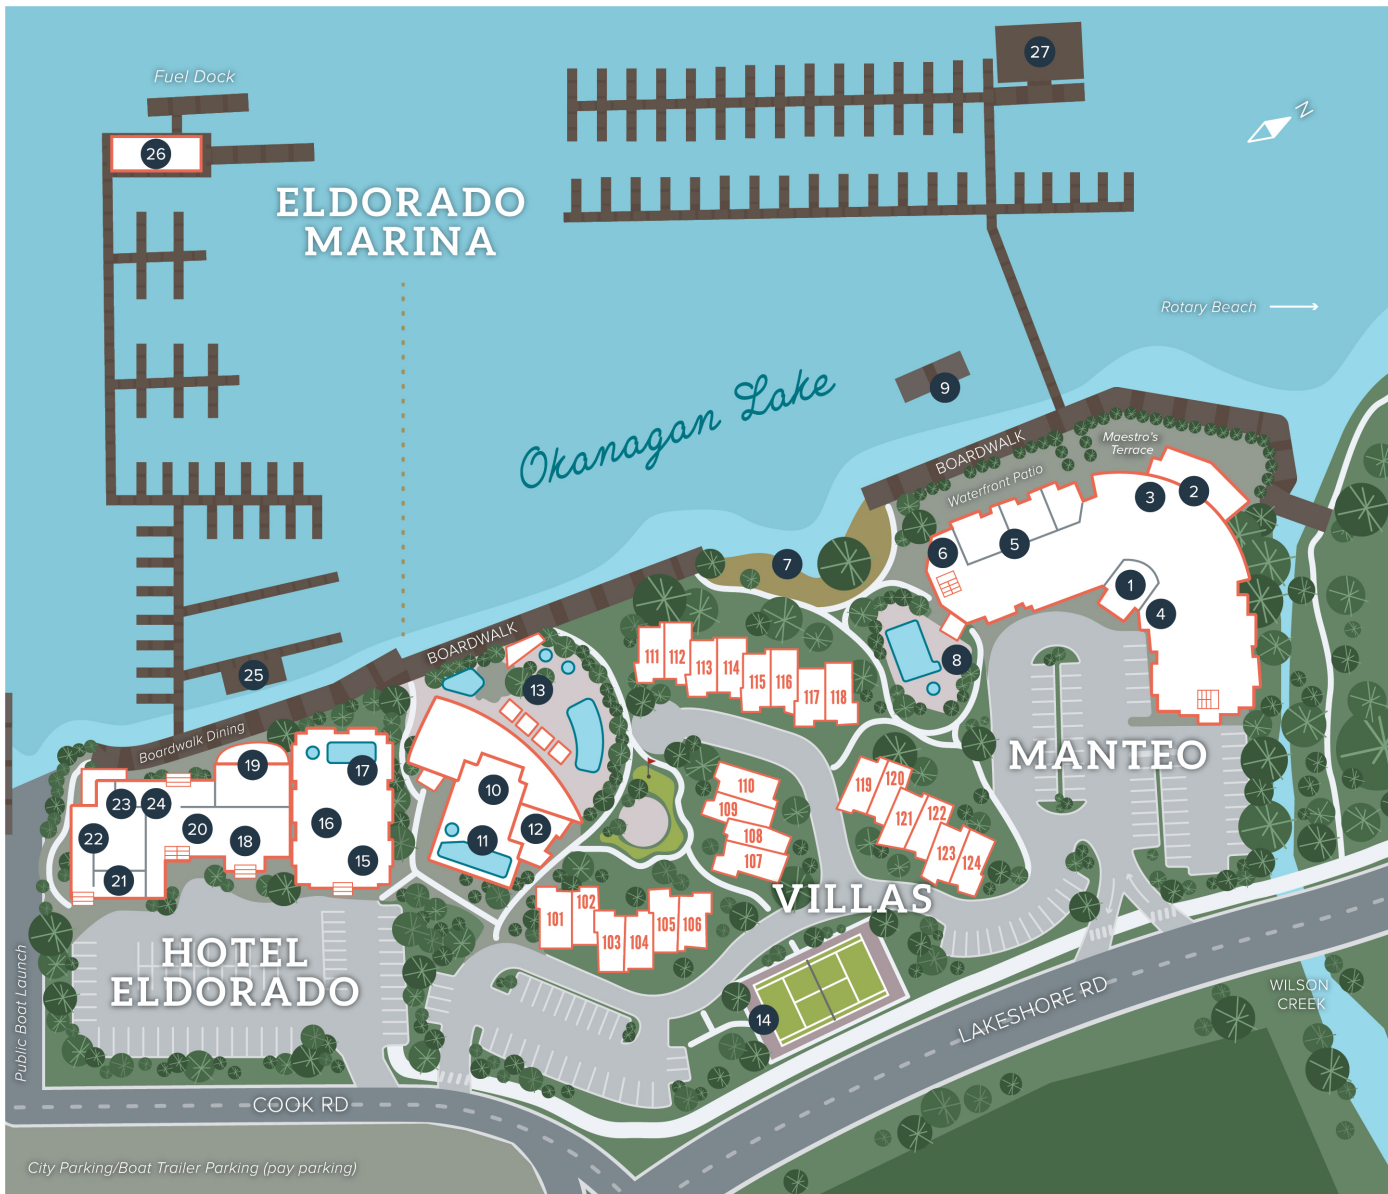 27
Fuel Dock
N
26
ELDORADO
MARINA
Rotary Beach
9
Okanagan Lake
BOARDWALK
Maestro's
Terrace
Waterfront Patio
3
2
5
6
7
1
4
BOARDWALK
111
112
113
114
115
116
117
118
8
25
13
Boardwalk Dining
MANTEO
19
17
10
110
109
108
107
119
120
121
122
123
124
23
24
22
20
18
16
15
11
12
21
VILLAS
101
102
103
104
105
106
HOTEL
ELDORADO
14
LAKESHORE RD
WILSON
CREEK
Public Boat Launch
COOK RD
City Parking/Boat Trailer Parking (pay parking)